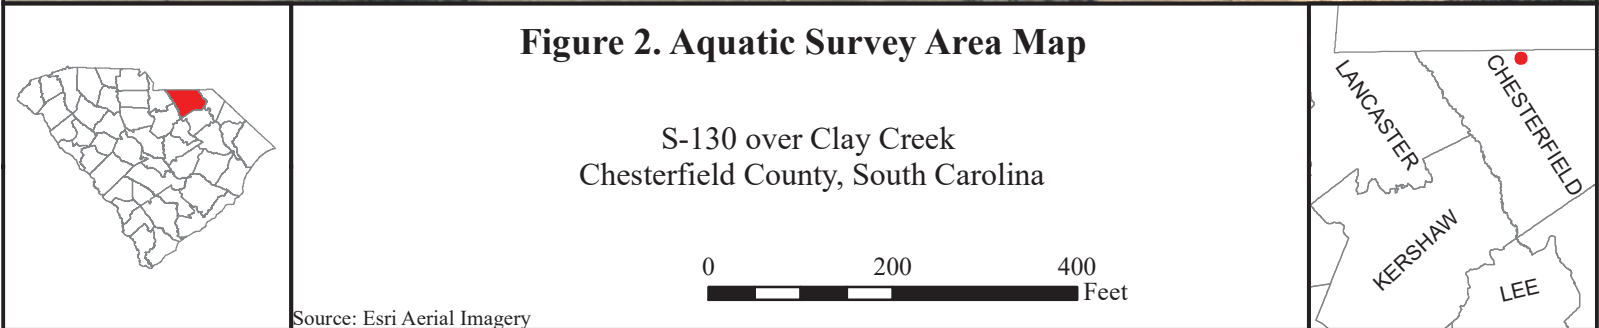 Figure 2. Aquatic Survey Area Map
S-130 over Clay Creek
Chesterfield County, South Carolina
0 200 400
Feet
Source: Esri Aerial Imagery
LANCASTER
CHESTERFIELD
KERSHAW
LEE